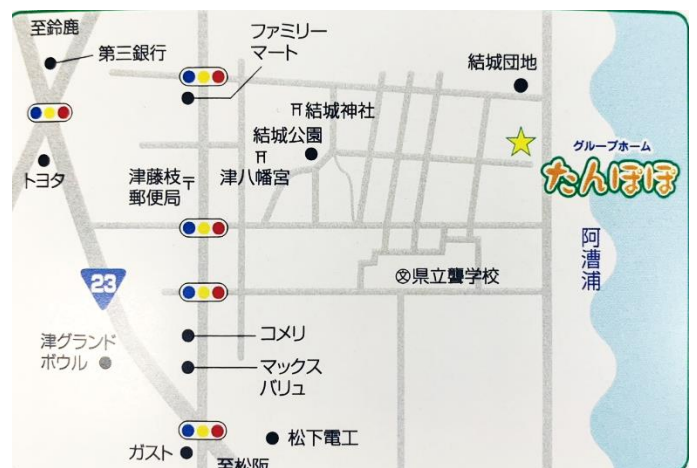 至鈴鹿
第三銀行
ファミリー
マート
結城団地
结城神社
結城公園
グループホーム
たんぽぽ
トヨタ
津藤枝
郵便局〒
津八幡宮
阿漕浦
県立聾学校
23
津グランド
ボウル
コメリ
マックス
バリュ
ガスト
松下電工
至松阪